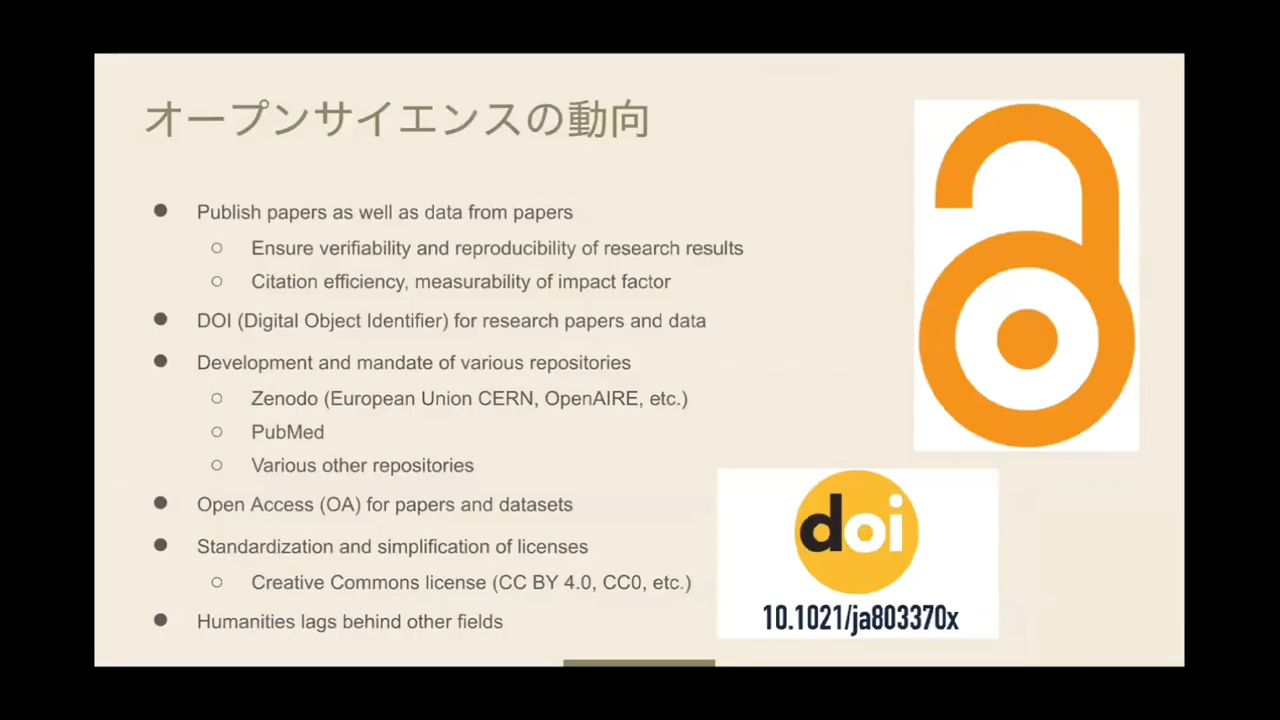 オープンサイエンスの動向
● Publish papers as well as data from papers
○ Ensure verifiability and reproducibility of research results
○ Citation efficiency, measurability of impact factor
● DOI (Digital Object Identifier) for research papers and data
● Development and mandate of various repositories
○ Zenodo (European Union CERN, OpenAIRE, etc.)
○ PubMed
○ Various other repositories
● Open Access (OA) for papers and datasets
● Standardization and simplification of licenses
○ Creative Commons license (CC BY 4.0, CC0, etc.)
● Humanities lags behind other fields
doi
10.1021/ja803370x